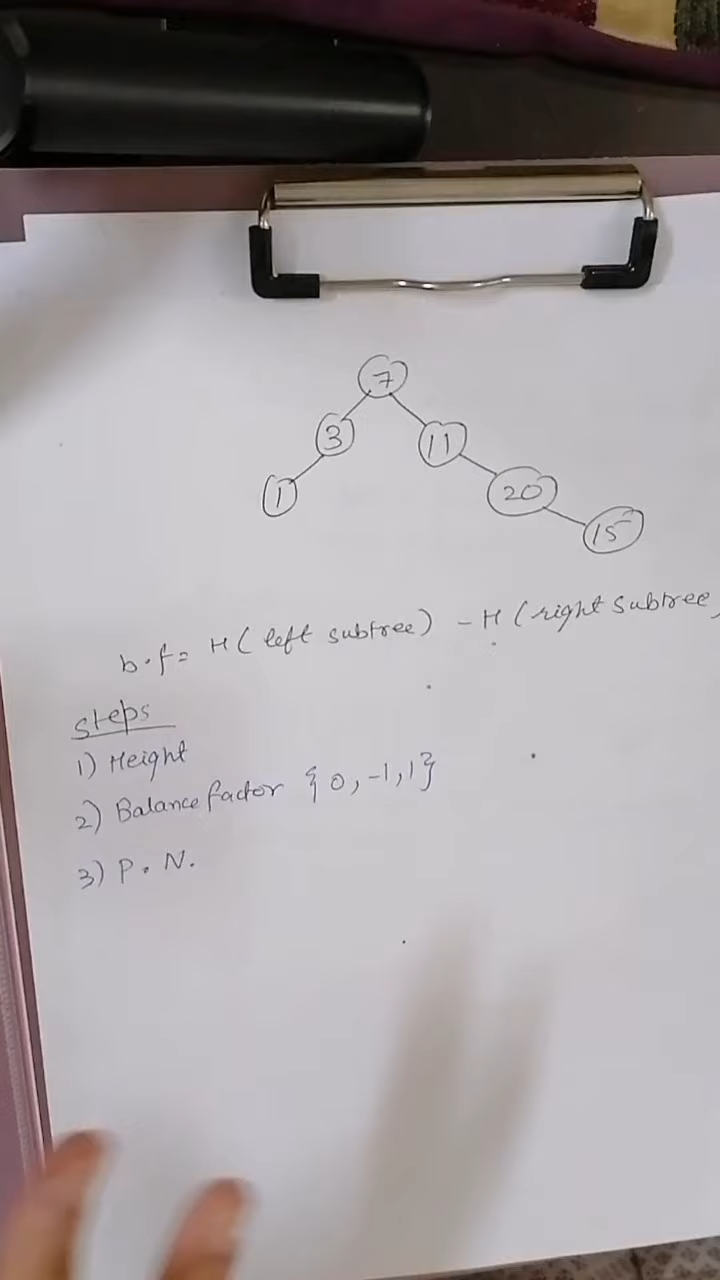 7
3 11
1 20
15
b.f = H(left subtree) - H(right subtree)
steps
1) Height
2) Balance factor {0, -1, 1}
3) P. N.